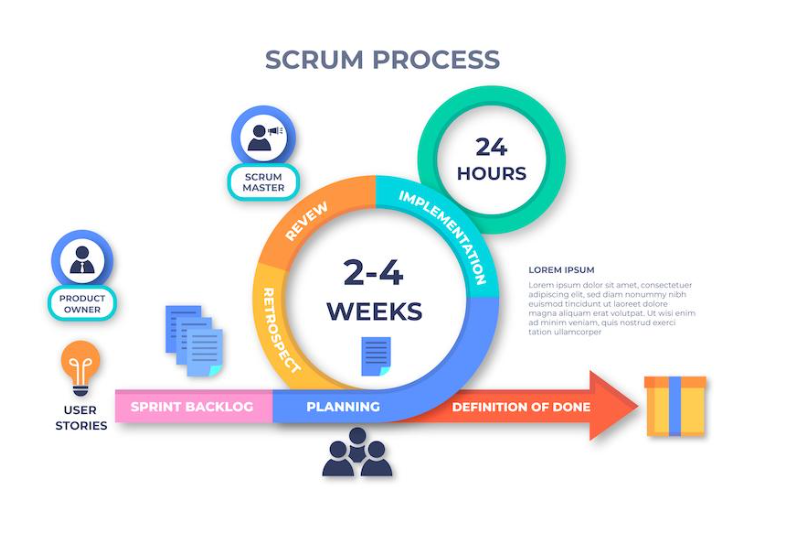 SCRUM PROCESS
24
HOURS
SCRUM
MASTER
REVIEW
IMPLEMENTATION
2-4
WEEKS
RETROSPECT
PRODUCT
OWNER
LOREM IPSUM
Lorem ipsum dolor sit amet, consectetuer
adipiscing elit, sed diam nonummy nibh
euismod tincidunt ut laoreet dolore
magna aliquam erat volutpat. Ut wisi enim
ad minim veniam, quis nostrud exerci
tation ullamcorper
USER
STORIES
SPRINT BACKLOG
PLANNING
DEFINITION OF DONE